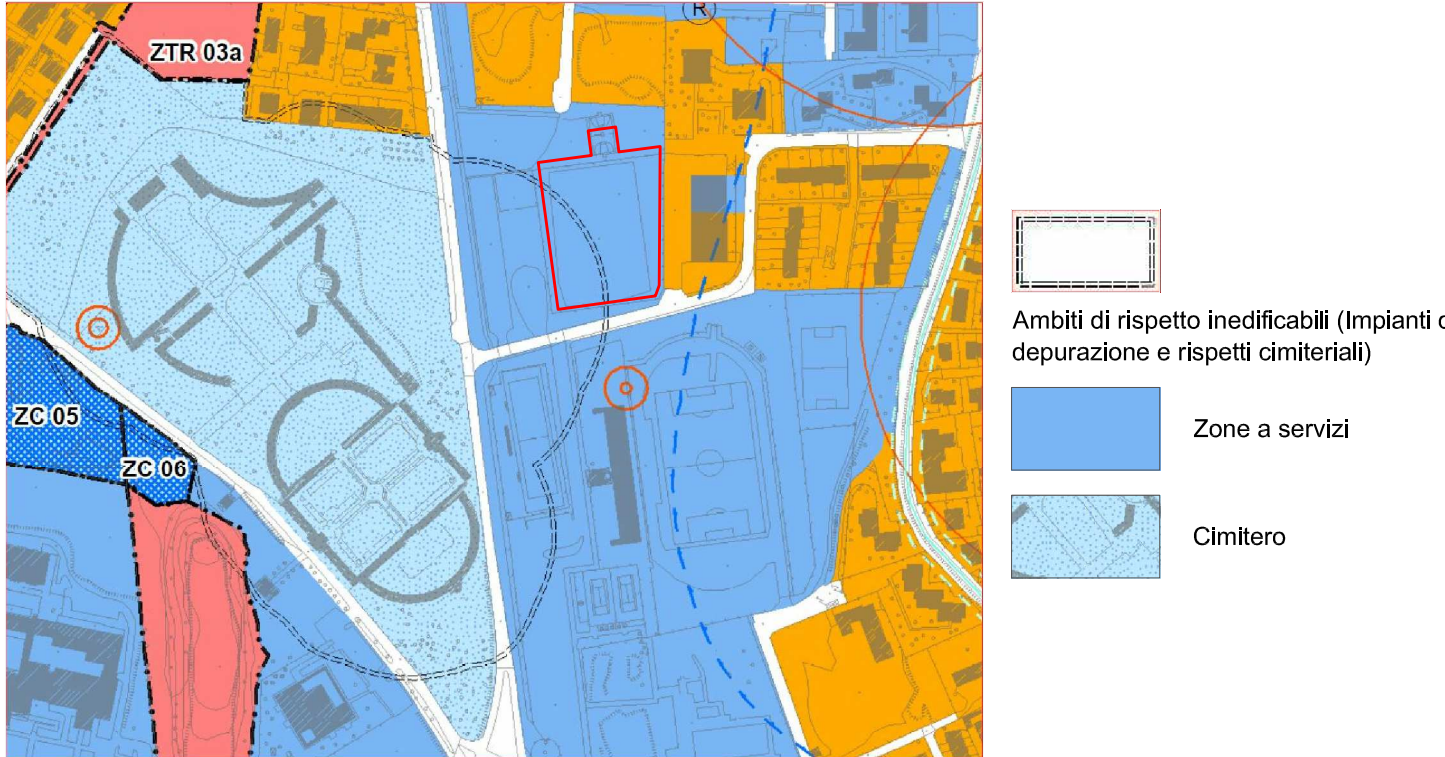 R
ZTR 03a
ZC 05
ZC 06
Ambiti di rispetto inedificabili (Impianti
depurazione e rispetti cimiteriali)
Zone a servizi
Cimitero